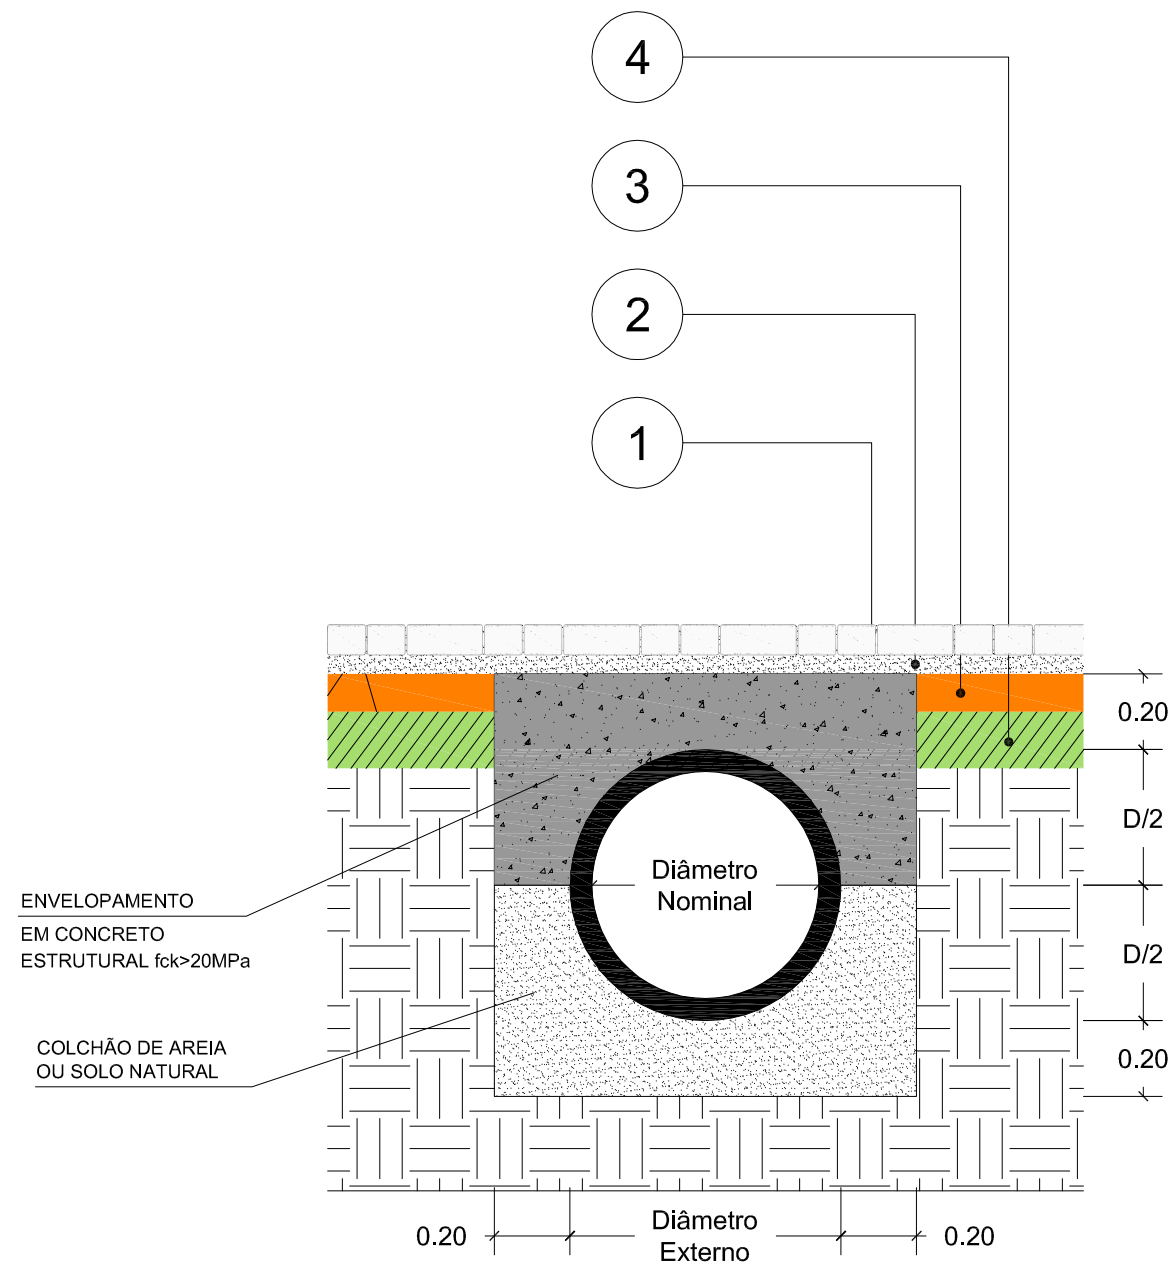 4
3
2
1
0.20
D/2
Diâmetro
Nominal
ENVELOPAMENTO
EM CONCRETO
ESTRUTURAL fck>20MPa
D/2
COLCHÃO DE AREIA
OU SOLO NATURAL
0.20
0.20
Diâmetro
Externo
0.20